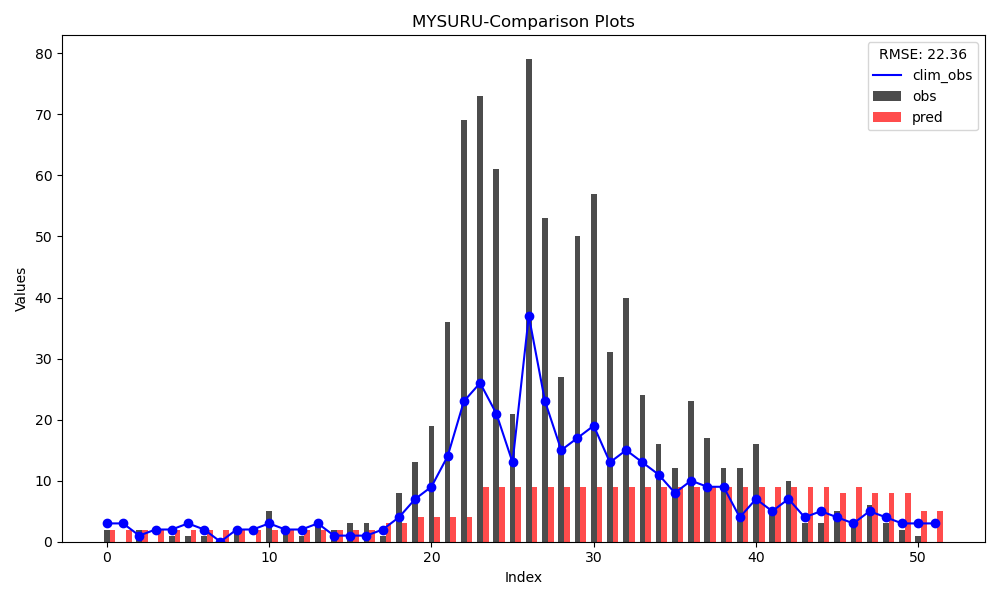 MYSURU-Comparison Plots
RMSE: 22.36
clim_obs
obs
pred
Values
80
70
60
50
40
30
20
10
0
0 10 20 30 40 50
Index